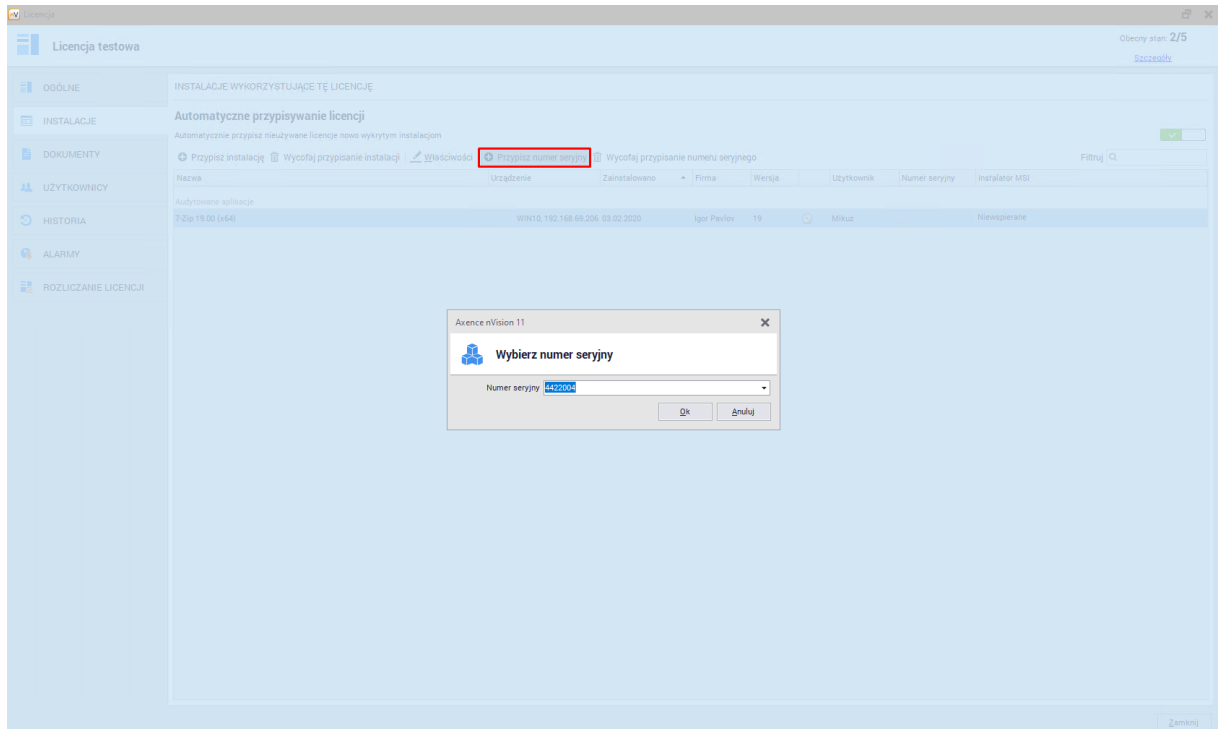 nV Licencja
Licencja testowa
Obecny stan: 2/5
Szczegóły
OGÓLNE
INSTALACJE
DOKUMENTY
UŻYTKOWNICY
HISTORIA
ALARMY
ROZLICZANIE LICENCJI
INSTALACJE WYKORZYSTUJĄCE TĘ LICENCJĘ
Automatyczne przypisywanie licencji
Automatycznie przypisz nieużywane licencje nowo wykrytym instalacjom
Przypisz instalację Wycofaj przypisanie instalacji Właściwości Przypisz numer seryjny Wycofaj przypisanie numeru seryjnego Filtruj
Nazwa Urządzenie Zainstalowano Firma Wersja Użytkownik Numer seryjny Instalator MSI
Audytowane aplikacje
7-Zip 19.00 (x64) WIN10, 192.168.69.206 03.02.2020 Igor Pavlov 19 Mikuz Niewspierane
Axence nVision 11
Wybierz numer seryjny
Numer seryjny 4422004
Ok Anuluj
Zamknij